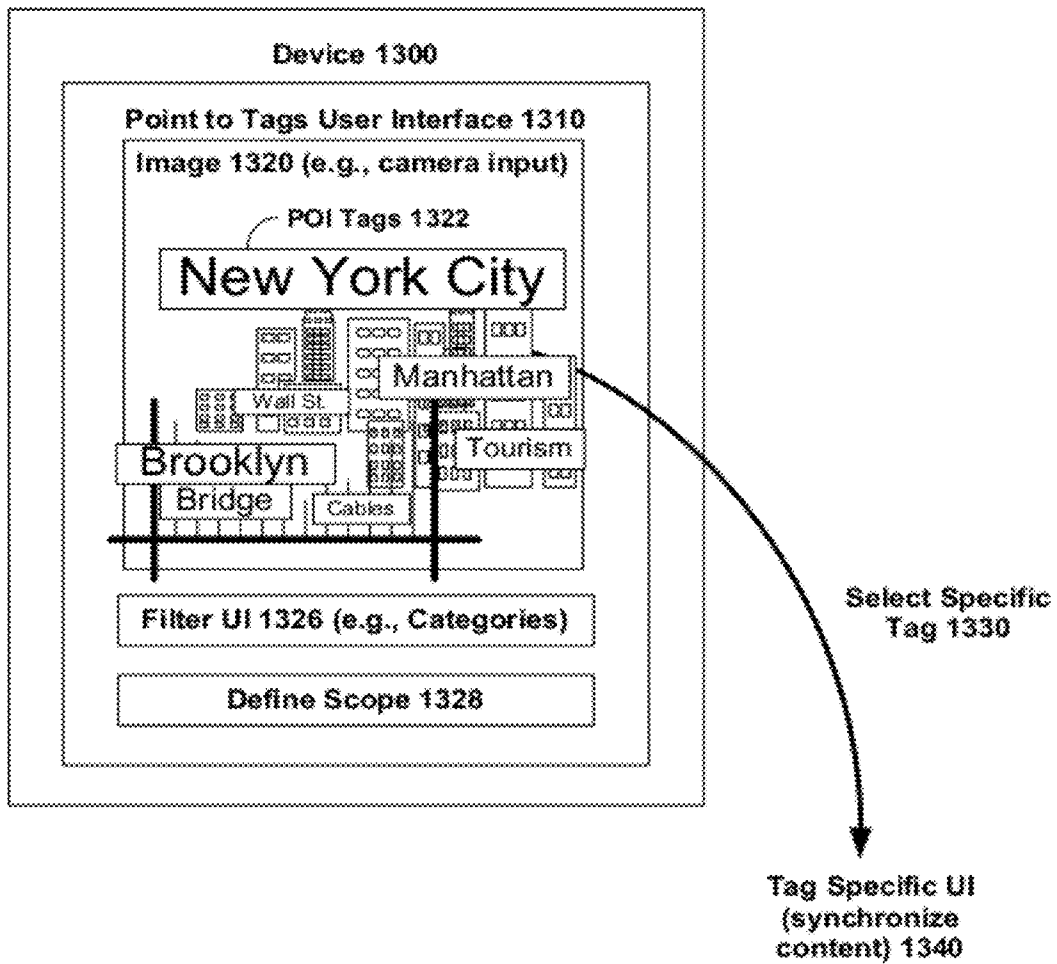 Device 1300
Point to Tags User Interface 1310
Image 1320 (e.g., camera input)
POI Tags 1322
New York City
Manhattan
Wall St.
Tourism
Brooklyn
Bridge
Cables
Filter UI 1326 (e.g., Categories)
Define Scope 1328
Select Specific
Tag 1330
Tag Specific UI
(synchronize
content) 1340